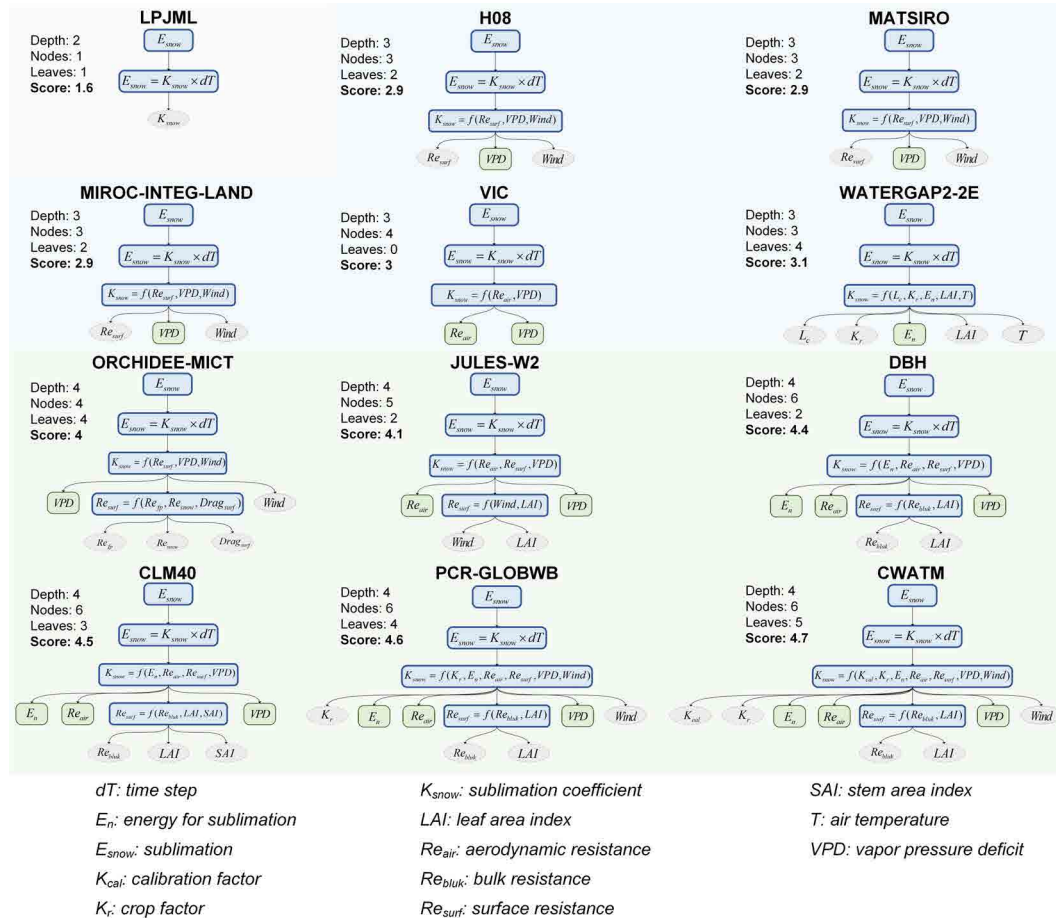 LPJML
Depth: 2
Nodes: 1
Leaves: 1
Score: 1.6
E_snow
E_snow = K_snow × dT
K_snow
H08
Depth: 3
Nodes: 3
Leaves: 2
Score: 2.9
E_snow
E_snow = K_snow × dT
K_snow = f(Re_surf, VPD, Wind)
Re_surf VPD Wind
MATSIRO
Depth: 3
Nodes: 3
Leaves: 2
Score: 2.9
E_snow
E_snow = K_snow × dT
K_snow = f(Re_surf, VPD, Wind)
Re_surf VPD Wind
MIROC-INTEG-LAND
Depth: 3
Nodes: 3
Leaves: 2
Score: 2.9
E_snow
E_snow = K_snow × dT
K_snow = f(Re_surf, VPD, Wind)
Re_surf VPD Wind
VIC
Depth: 3
Nodes: 4
Leaves: 0
Score: 3
E_snow
E_snow = K_snow × dT
K_snow = f(Re_air, VPD)
Re_air VPD
WATERGAP2-2E
Depth: 3
Nodes: 3
Leaves: 4
Score: 3.1
E_snow
E_snow = K_snow × dT
K_snow = f(L_c, K_r, E_n, LAI, T)
L_c K_r E_n LAI T
ORCHIDEE-MICT
Depth: 4
Nodes: 4
Leaves: 4
Score: 4
E_snow
E_snow = K_snow × dT
K_snow = f(Re_surf, VPD, Wind)
VPD Re_surf = f(Re_fp, Re_snow, Drag_surf) Wind
Re_fp Re_snow Drag_surf
JULES-W2
Depth: 4
Nodes: 5
Leaves: 2
Score: 4.1
E_snow
E_snow = K_snow × dT
K_snow = f(Re_air, Re_surf, VPD)
Re_air Re_surf = f(Wind, LAI) VPD
Wind LAI
DBH
Depth: 4
Nodes: 6
Leaves: 2
Score: 4.4
E_snow
E_snow = K_snow × dT
K_snow = f(E_n, Re_air, Re_surf, VPD)
E_n Re_air Re_surf = f(Re_bluk, LAI) VPD
Re_bluk LAI
CLM40
Depth: 4
Nodes: 6
Leaves: 3
Score: 4.5
E_snow
E_snow = K_snow × dT
K_snow = f(E_n, Re_air, Re_surf, VPD)
E_n Re_air Re_surf = f(Re_bluk, LAI, SAI) VPD
Re_bluk LAI SAI
PCR-GLOBWB
Depth: 4
Nodes: 6
Leaves: 4
Score: 4.6
E_snow
E_snow = K_snow × dT
K_snow = f(K_r, E_n, Re_air, Re_surf, VPD, Wind)
K_r E_n Re_air Re_surf = f(Re_bluk, LAI) VPD Wind
Re_bluk LAI
CWATM
Depth: 4
Nodes: 6
Leaves: 5
Score: 4.7
E_snow
E_snow = K_snow × dT
K_snow = f(K_cal, K_r, E_n, Re_air, Re_surf, VPD, Wind)
K_cal K_r E_n Re_air Re_surf = f(Re_bluk, LAI) VPD Wind
Re_bluk LAI
dT: time step
E_n: energy for sublimation
E_snow: sublimation
K_cal: calibration factor
K_r: crop factor
K_snow: sublimation coefficient
LAI: leaf area index
Re_air: aerodynamic resistance
Re_bluk: bulk resistance
Re_surf: surface resistance
SAI: stem area index
T: air temperature
VPD: vapor pressure deficit